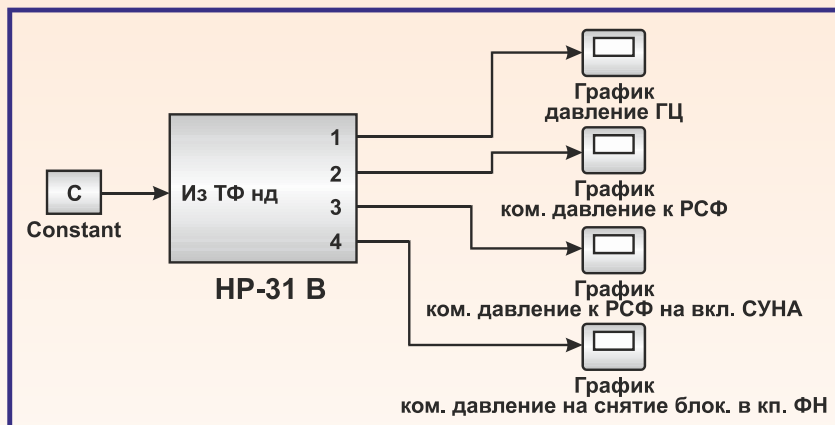 График
давление ГЦ
1
2
График
ком. давление к РСФ
C
Из ТФ нд
3
Constant
4
НР-31 В
График
ком. давление к РСФ на вкл. СУНА
График
ком. давление на снятие блок. в кп. ФН